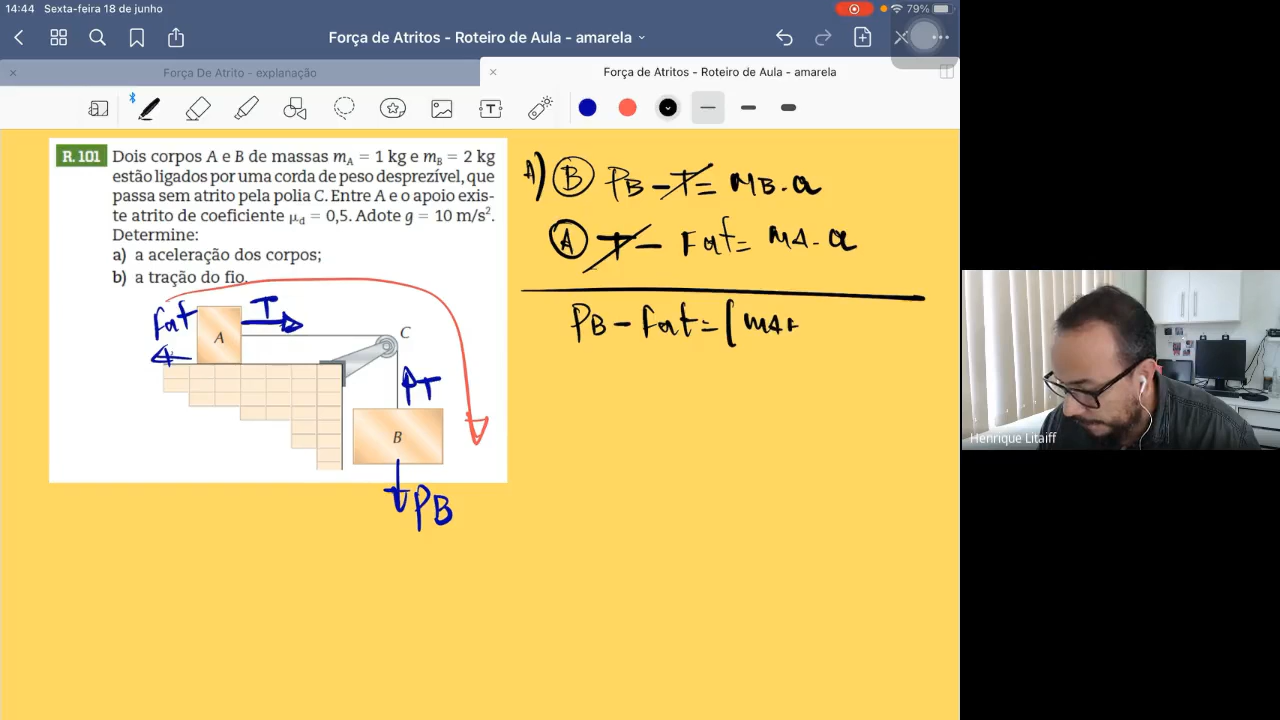 14:44 Sexta-feira 18 de junho
79%
Força de Atritos - Roteiro de Aula - amarela
Força De Atrito - explanação
Força de Atritos - Roteiro de Aula - amarela
R. 101 Dois corpos A e B de massas mA = 1 kg e mB = 2 kg
estão ligados por uma corda de peso desprezível, que
passa sem atrito pela polia C. Entre A e o apoio exis-
te atrito de coeficiente μd = 0,5. Adote g = 10 m/s².
Determine:
a) a aceleração dos corpos;
b) a tração do fio.
Fat
T
A
C
T
B
PB
A) B PB - T = mB . a
A T - Fat = mA . a
PB - Fat = (mA+
Henrique Litaiff